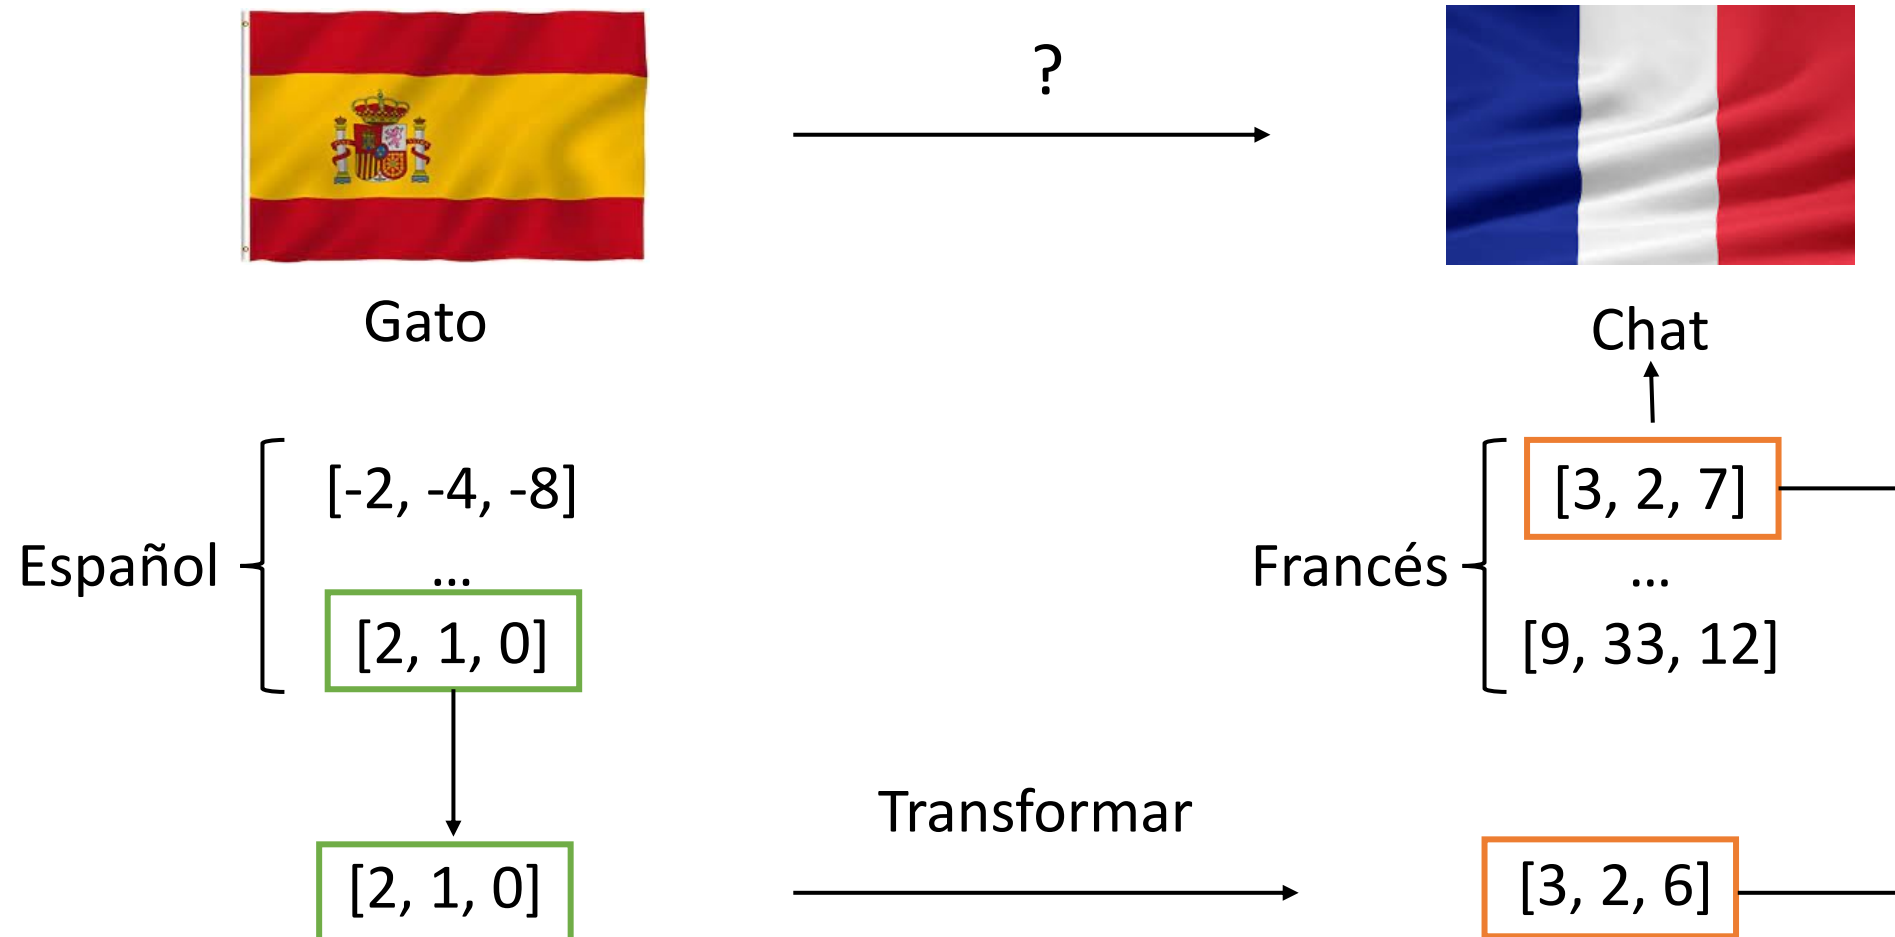 ?
Gato
Chat
Español
[-2, -4, -8]
...
[2, 1, 0]
Francés
[3, 2, 7]
...
[9, 33, 12]
Transformar
[2, 1, 0]
[3, 2, 6]